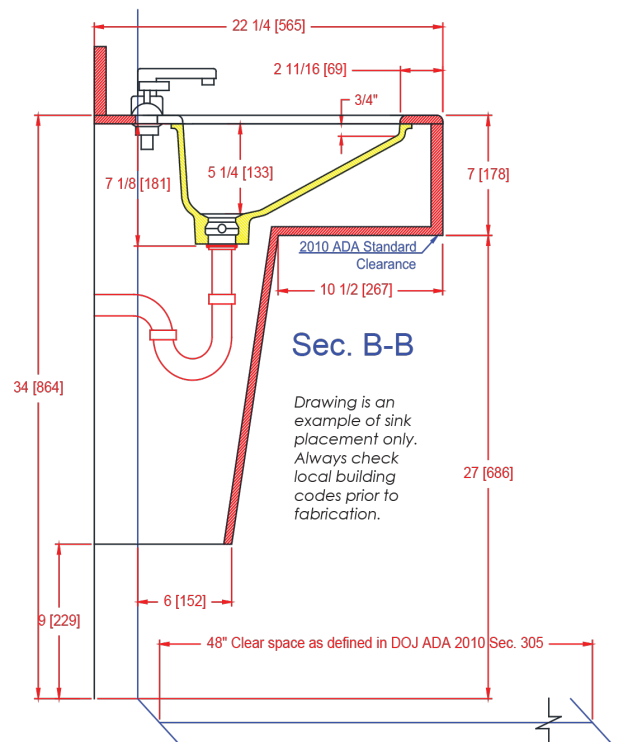 22 1/4 [565]
2 11/16 [69]
3/4"
7 1/8 [181]
5 1/4 [133]
7 [178]
2010 ADA Standard
Clearance
10 1/2 [267]
Sec. B-B
34 [864]
Drawing is an
example of sink
placement only.
Always check
local building
codes prior to
fabrication.
27 [686]
6 [152]
9 [229]
48" Clear space as defined in DOJ ADA 2010 Sec. 305